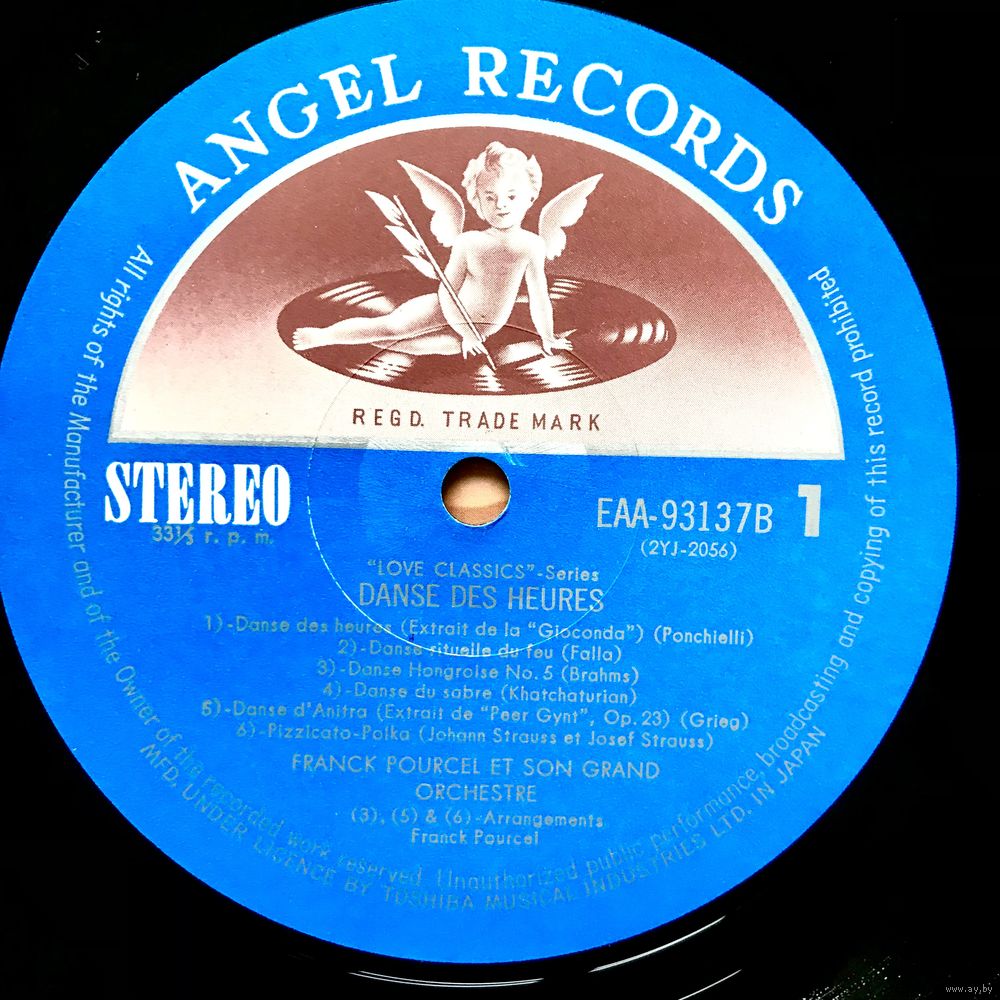 ANGEL RECORDS
REGD. TRADE MARK
STEREO
33⅓ r. p. m.
EAA-93137B 1
(2YJ-2056)
"LOVE CLASSICS"-Series
DANSE DES HEURES
1)-Danse des heures (Extrait de la "Gioconda") (Ponchielli)
2)-Danse rituelle du feu (Falla)
3)-Danse Hongroise No. 5 (Brahms)
4)-Danse du sabre (Khatchaturian)
5)-Danse d'Anitra (Extrait de "Peer Gynt", Op. 23) (Grieg)
6)-Pizzicato-Polka (Johann Strauss et Josef Strauss)
FRANCK POURCEL ET SON GRAND
ORCHESTRE
(3), (5) & (6)-Arrangements
Franck Pourcel
All rights of the Manufacturer and of the Owner of the recorded work reserved. Unauthorized public performance, broadcasting and copying of this record prohibited
MFD. UNDER LICENCE BY TOSHIBA MUSICAL INDUSTRIES LTD. IN JAPAN
www.ay.by